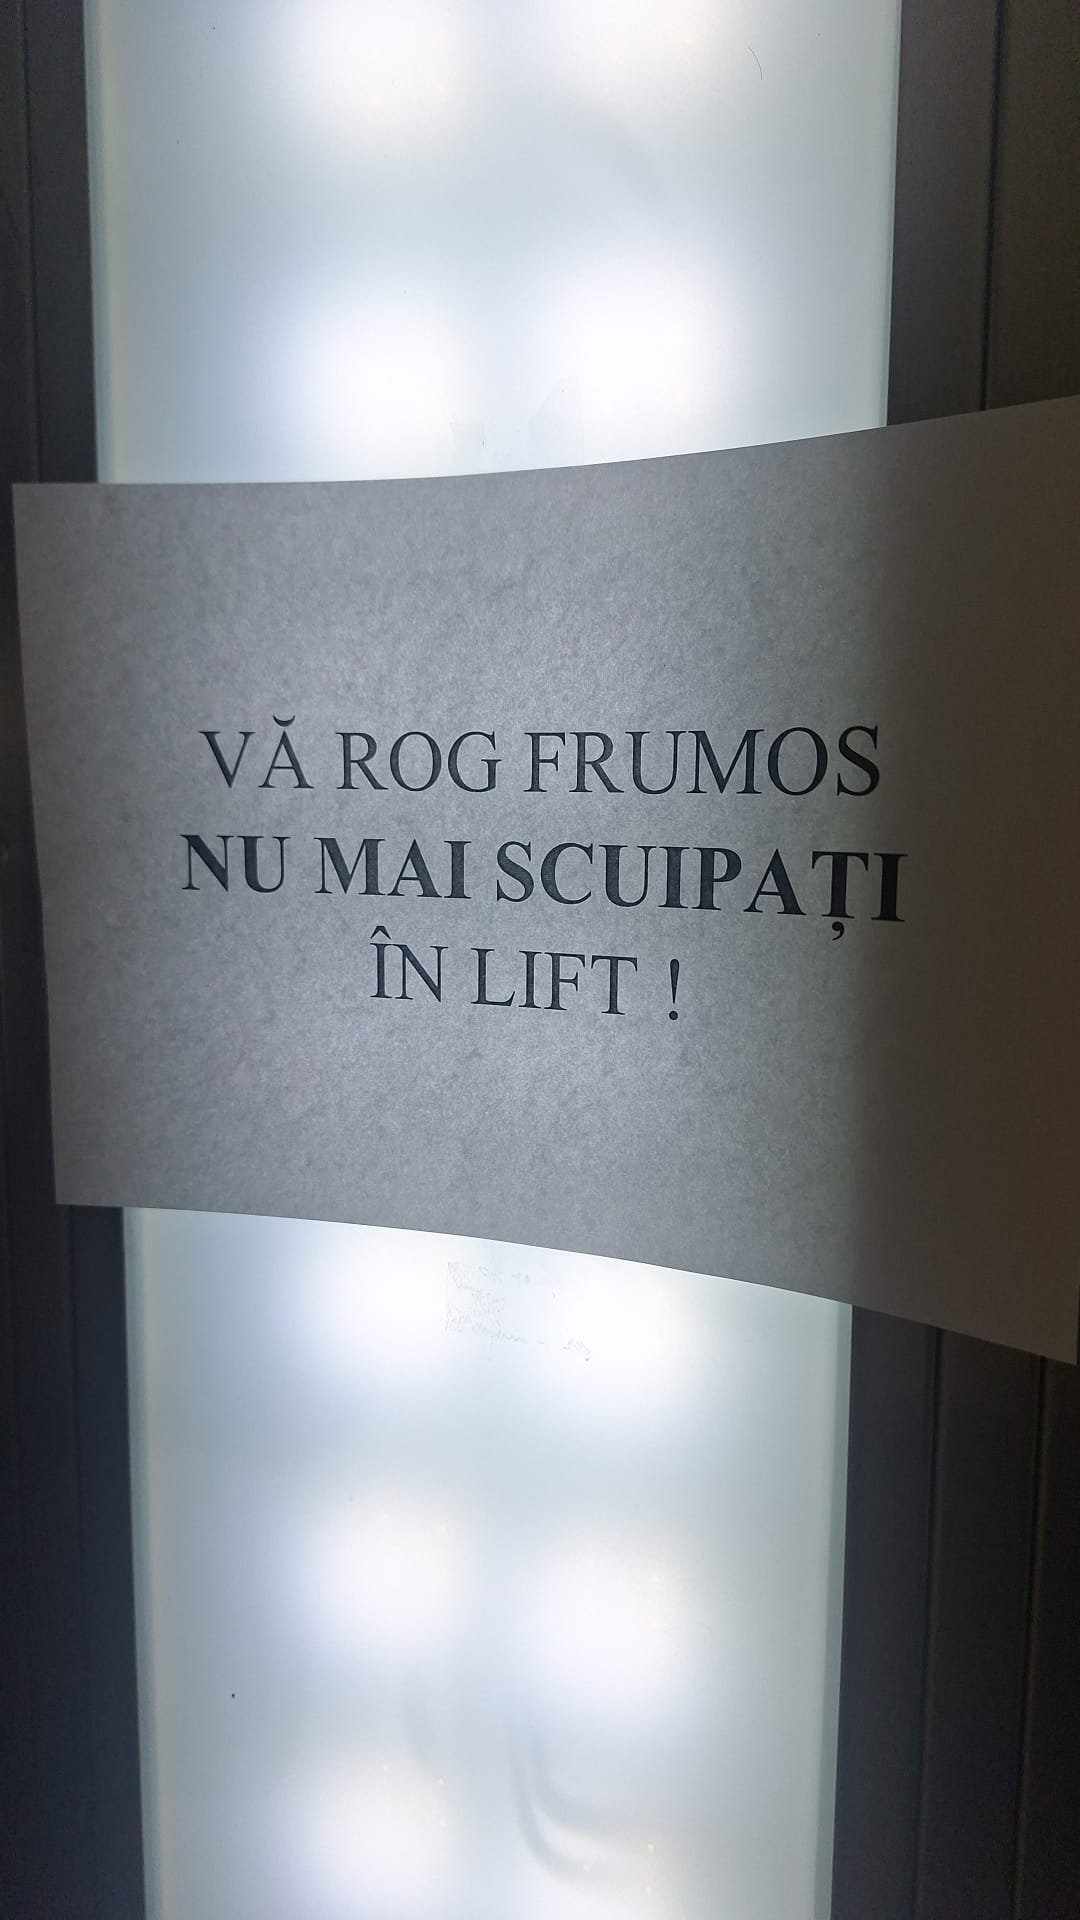 VĂ ROG FRUMOS
NU MAI SCUIPAȚI
ÎN LIFT !